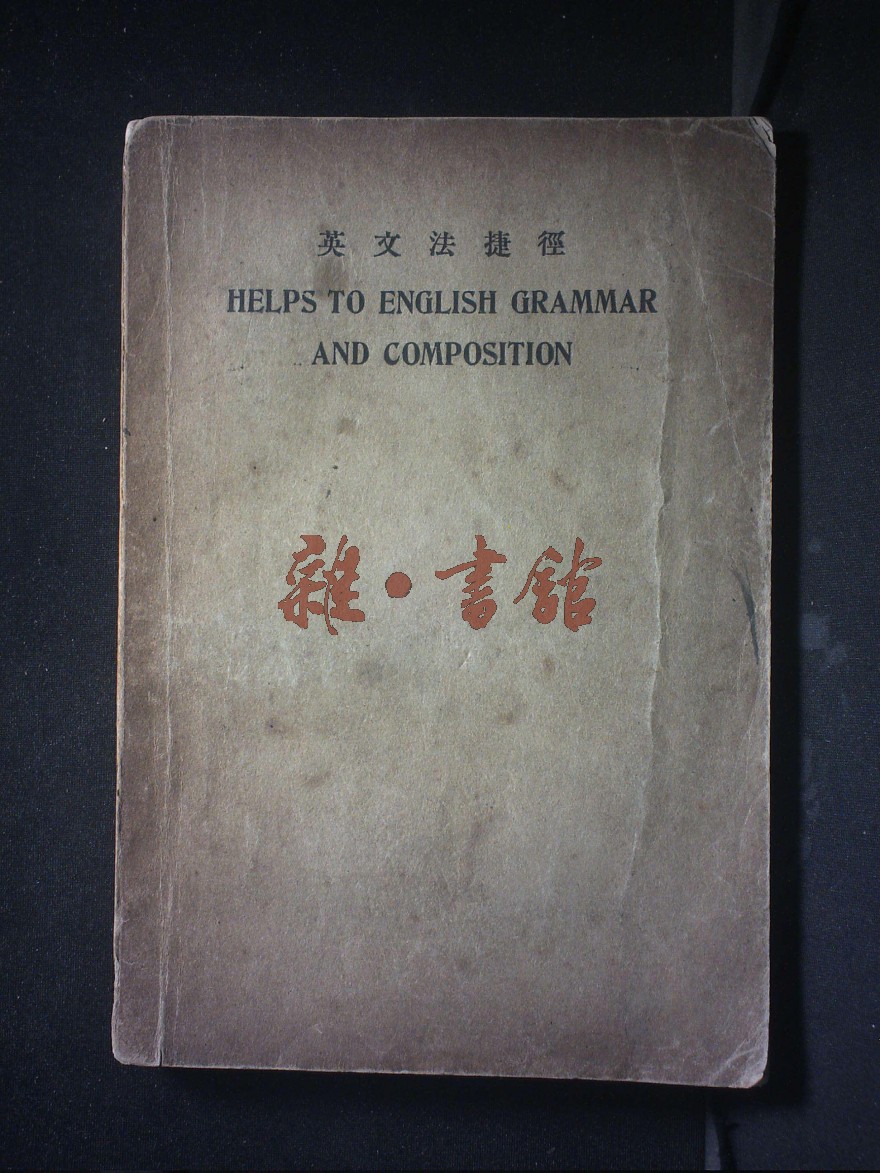 英文法捷徑
HELPS TO ENGLISH GRAMMAR
AND COMPOSITION
雜·書館